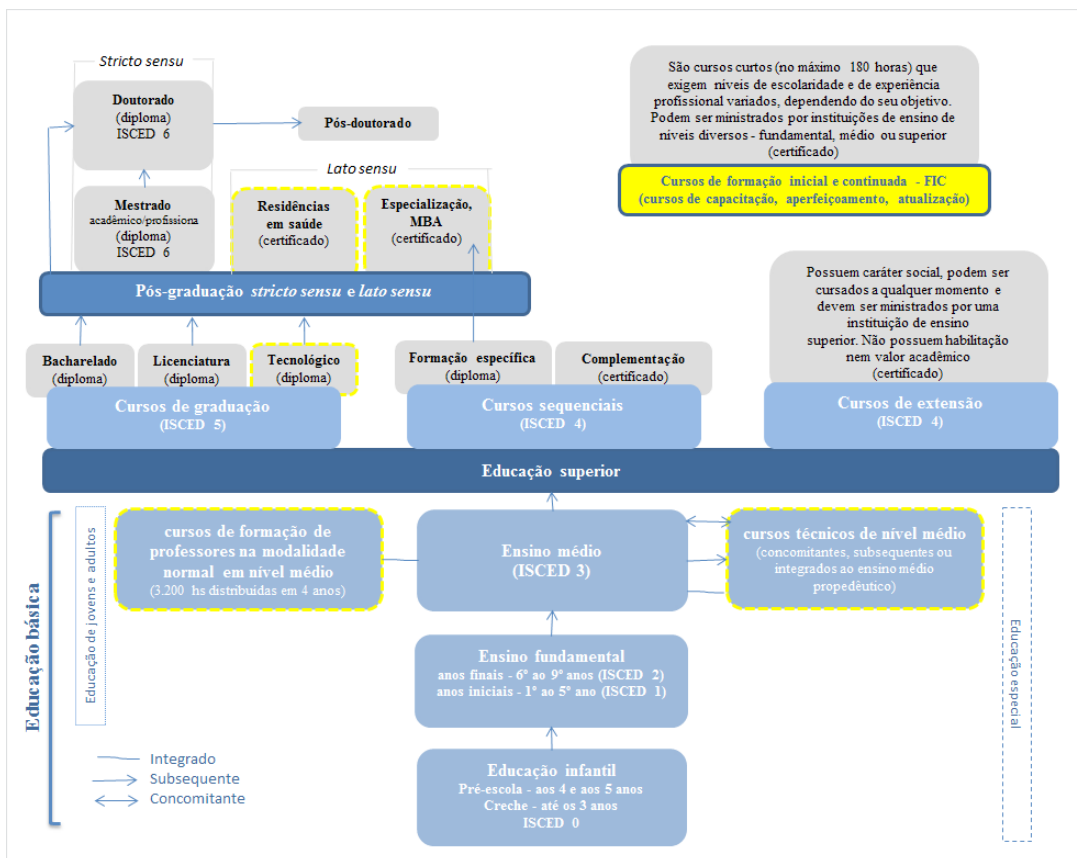 Stricto sensu
Doutorado
(diploma)
ISCED 6
Pós-doutorado
São cursos curtos (no máximo 180 horas) que
exigem níveis de escolaridade e de experiência
profissional variados, dependendo do seu objetivo.
Podem ser ministrados por instituições de ensino de
níveis diversos - fundamental, médio ou superior
(certificado)
Cursos de formação inicial e continuada - FIC
(cursos de capacitação, aperfeiçoamento, atualização)
Lato sensu
Mestrado
acadêmico/profissiona
(diploma)
ISCED 6
Residências
em saúde
(certificado)
Especialização,
MBA
(certificado)
Pós-graduação stricto sensu e lato sensu
Possuem caráter social, podem ser
cursados a qualquer momento e
devem ser ministrados por uma
instituição de ensino
superior. Não possuem habilitação
nem valor acadêmico
(certificado)
Bacharelado
(diploma)
Licenciatura
(diploma)
Tecnológico
(diploma)
Formação específica
(diploma)
Complementação
(certificado)
Cursos de graduação
(ISCED 5)
Cursos sequenciais
(ISCED 4)
Cursos de extensão
(ISCED 4)
Educação superior
Educação básica
Educação de jovens e adultos
cursos de formação de
professores na modalidade
normal em nível médio
(3.200 hs distribuídas em 4 anos)
Ensino médio
(ISCED 3)
cursos técnicos de nível médio
(concomitantes, subsequentes ou
integrados ao ensino médio
propedêutico)
Educação especial
Ensino fundamental
anos finais - 6º ao 9º anos (ISCED 2)
anos iniciais - 1º ao 5º ano (ISCED 1)
Educação infantil
Pré-escola - aos 4 e aos 5 anos
Creche - até os 3 anos
ISCED 0
Integrado
Subsequente
Concomitante